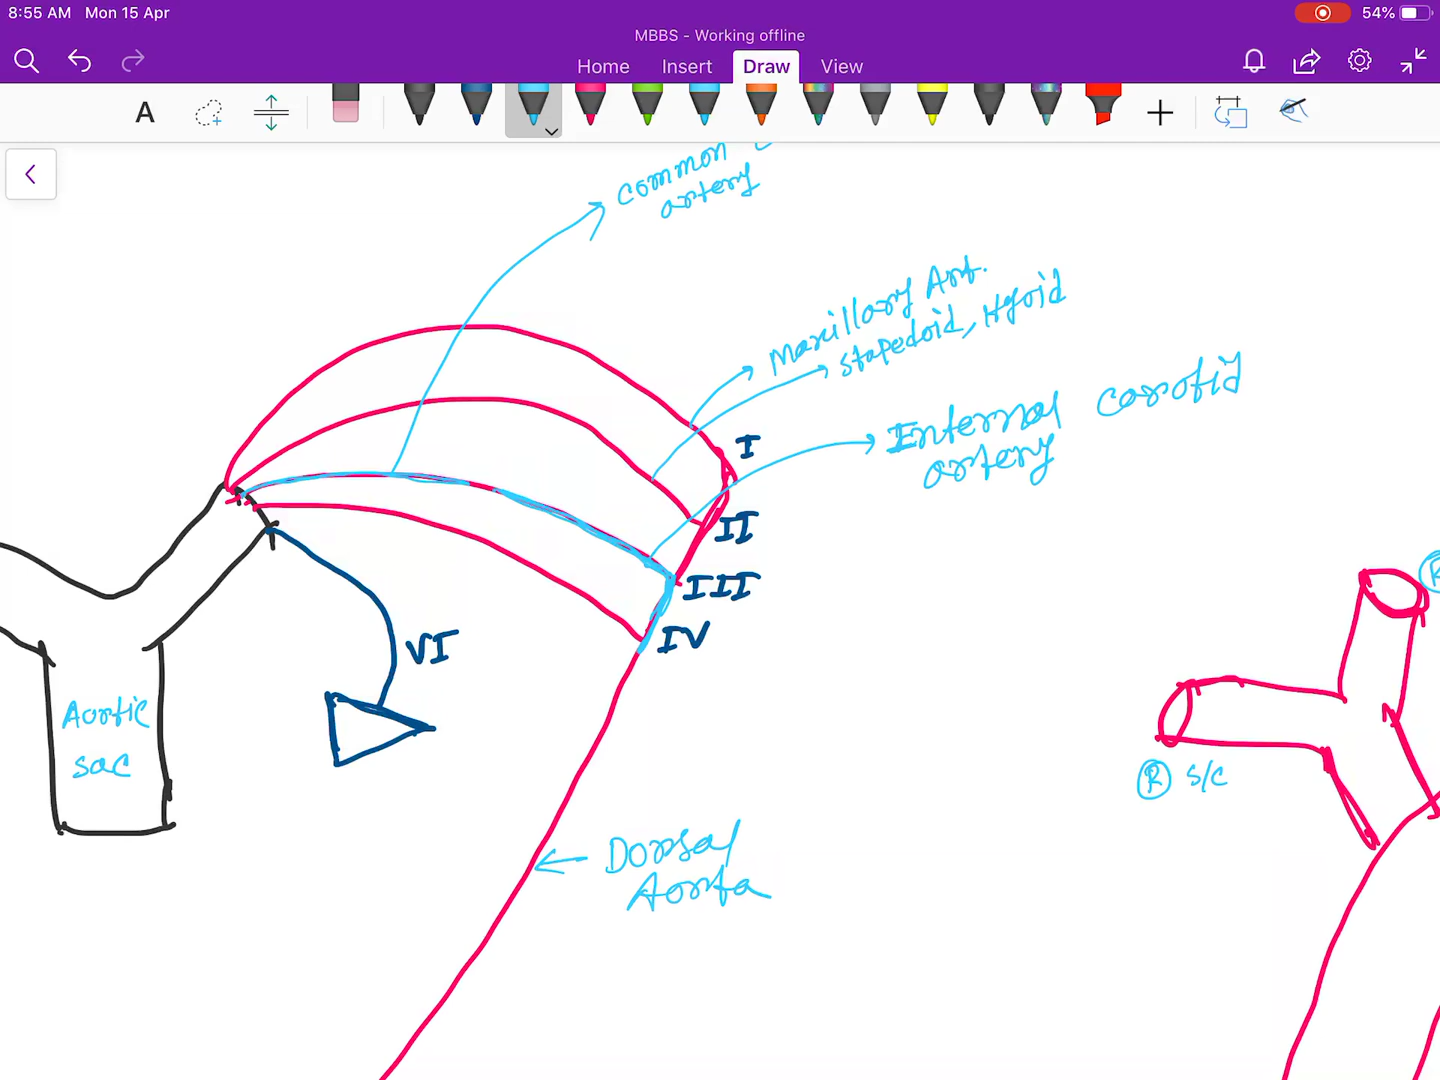 8:55 AM Mon 15 Apr
54%
MBBS - Working offline
Home Insert Draw View
A
common
artery
Maxillary Art.
stapedoid, Hyoid
Internal carotid
artery
I
II
III
IV
VI
Aortic
sac
Dorsal
Aorta
R
R S/C